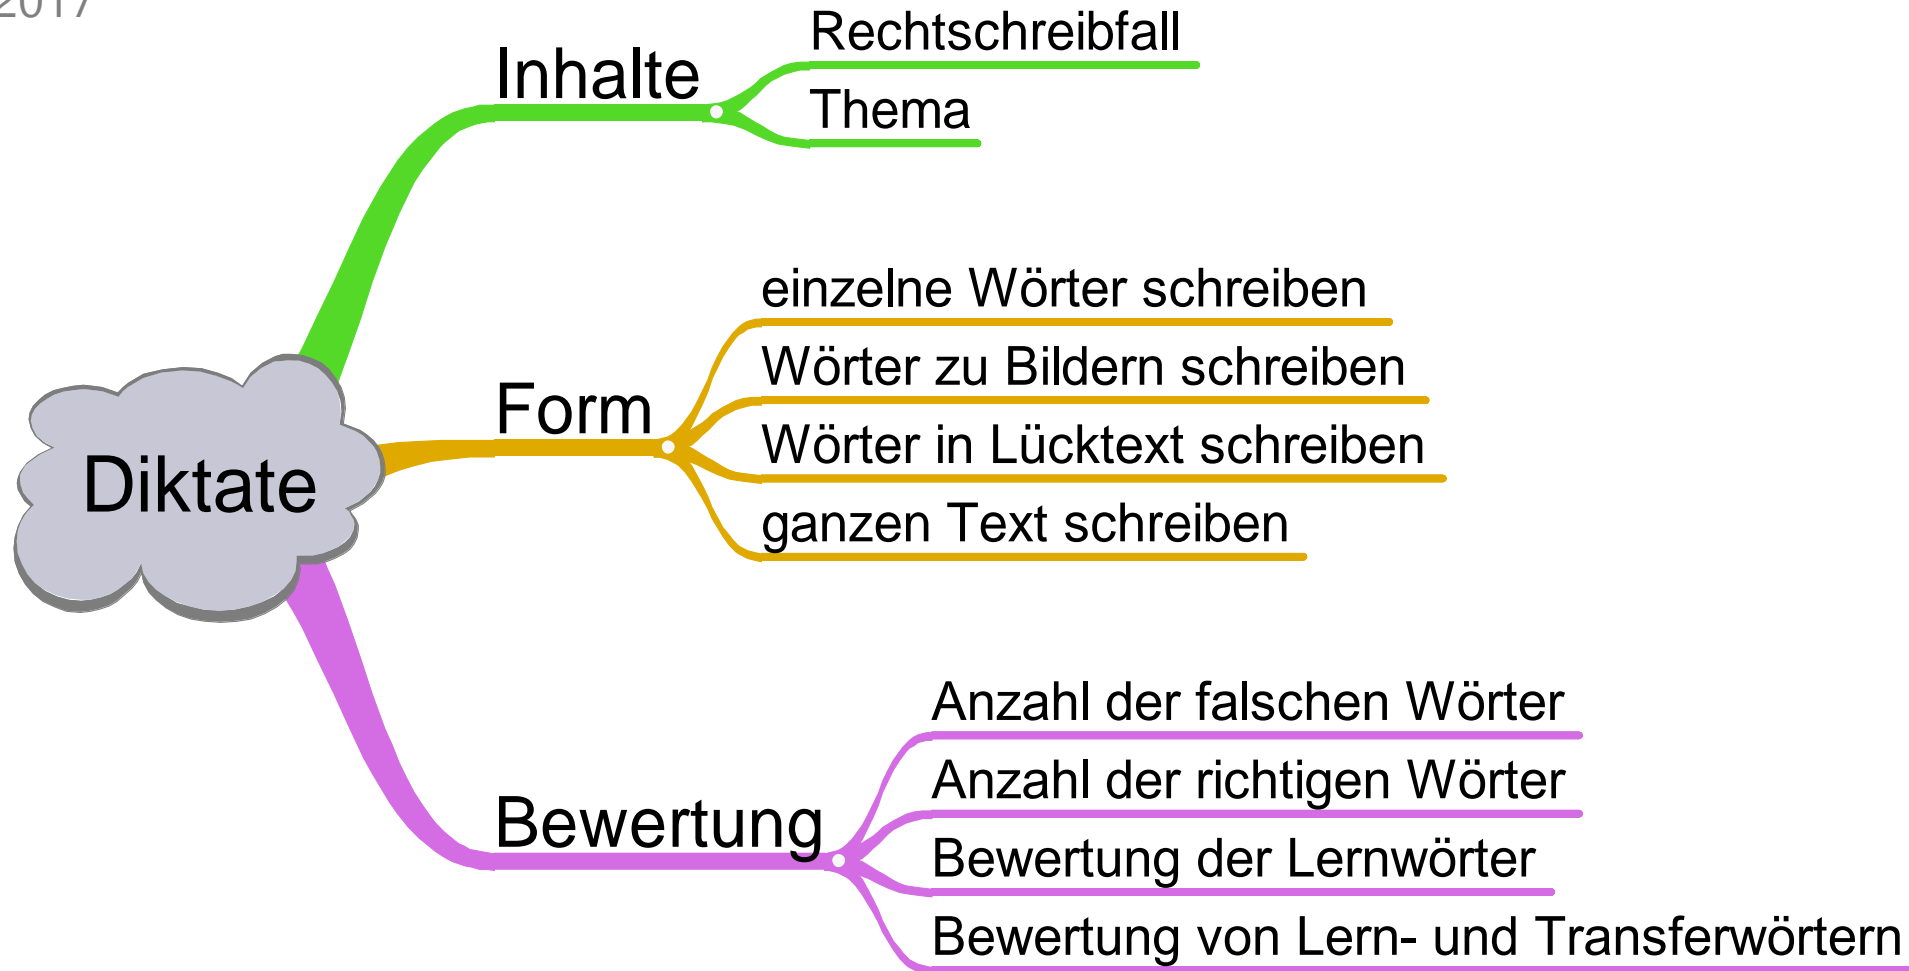 2017
Inhalte
Rechtschreibfall
Thema
Form
einzelne Wörter schreiben
Wörter zu Bildern schreiben
Wörter in Lücktext schreiben
ganzen Text schreiben
Diktate
Bewertung
Anzahl der falschen Wörter
Anzahl der richtigen Wörter
Bewertung der Lernwörter
Bewertung von Lern- und Transferwörtern